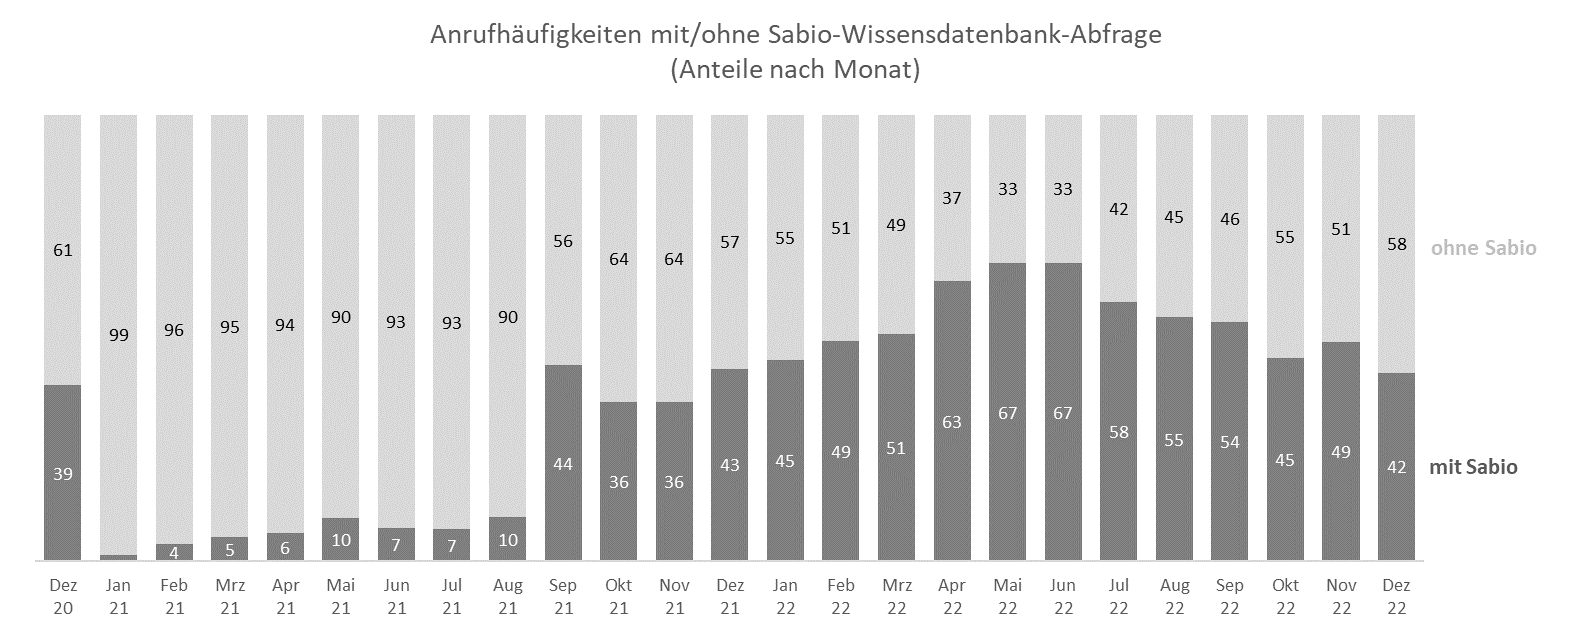 Anrufhäufigkeiten mit/ohne Sabio-Wissensdatenbank-Abfrage
(Anteile nach Monat)
61 99 96 95 94 90 93 93 90 56 64 64 57 55 51 49 37 33 33 42 45 46 55 51 58
ohne Sabio
39 4 5 6 10 7 7 10 44 36 36 43 45 49 51 63 67 67 58 55 54 45 49 42
mit Sabio
Dez Jan Feb Mrz Apr Mai Jun Jul Aug Sep Okt Nov Dez Jan Feb Mrz Apr Mai Jun Jul Aug Sep Okt Nov Dez
20 21 21 21 21 21 21 21 21 21 21 21 21 22 22 22 22 22 22 22 22 22 22 22 22